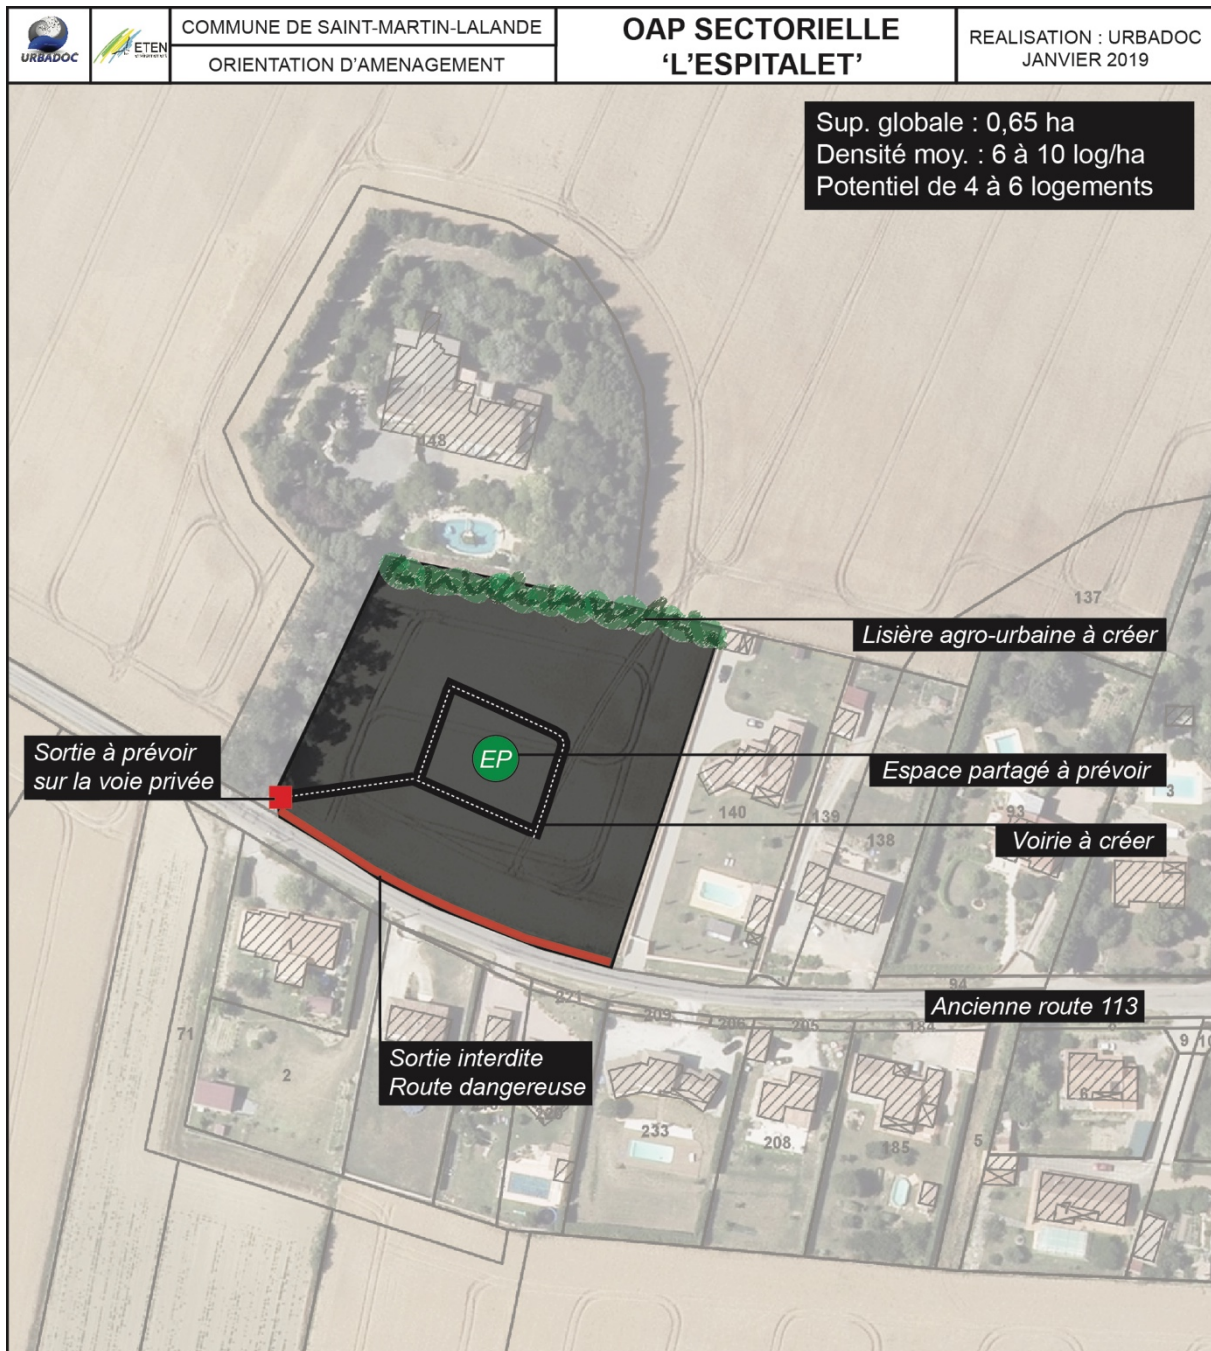 URBADOC
ETEN
COMMUNE DE SAINT-MARTIN-LALANDE
ORIENTATION D'AMENAGEMENT
OAP SECTORIELLE
‘L'ESPITALET’
REALISATION : URBADOC
JANVIER 2019
Sup. globale : 0,65 ha
Densité moy. : 6 à 10 log/ha
Potentiel de 4 à 6 logements
148
137
Lisière agro-urbaine à créer
Sortie à prévoir
sur la voie privée
EP
Espace partagé à prévoir
3
93
140
139
138
Voirie à créer
94
Ancienne route 113
221
209
206
205
184
71
2
Sortie interdite
Route dangereuse
9
6
233
208
185
5